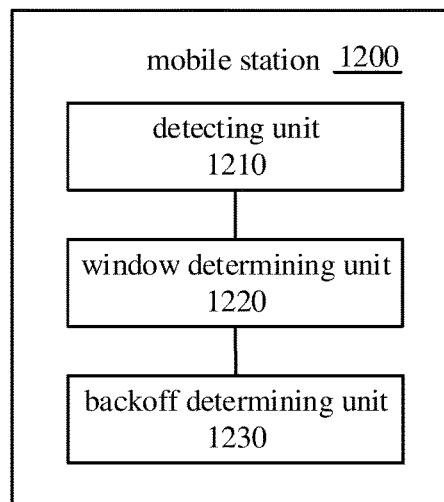 mobile station 1200
detecting unit
1210
window determining unit
1220
backoff determining unit
1230